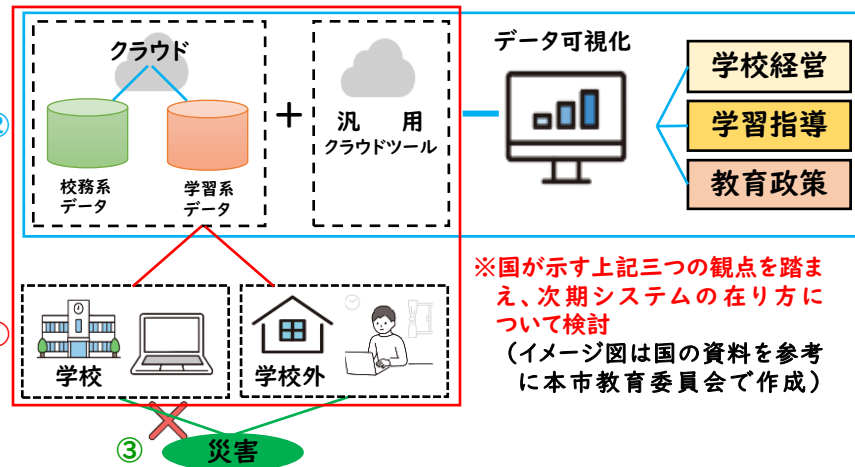 クラウド
校務系
データ
学習系
データ
+
汎 用
クラウドツール
データ可視化
学校経営
学習指導
教育政策
学校
学校外
※国が示す上記三つの観点を踏ま
え、次期システムの在り方に
ついて検討
（イメージ図は国の資料を参考
に本市教育委員会で作成）
③
災害